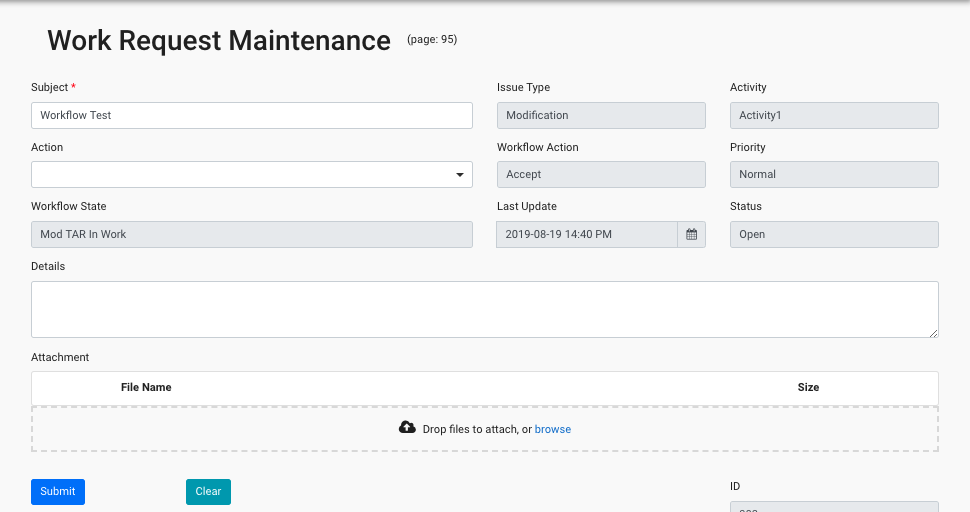 Work Request Maintenance (page: 95)
Subject * Issue Type Activity
Workflow Test Modification Activity1
Action Workflow Action Priority
Accept Normal
Workflow State Last Update Status
Mod TAR In Work 2019-08-19 14:40 PM Open
Details
Attachment
File Name Size
Drop files to attach, or browse
Submit Clear ID